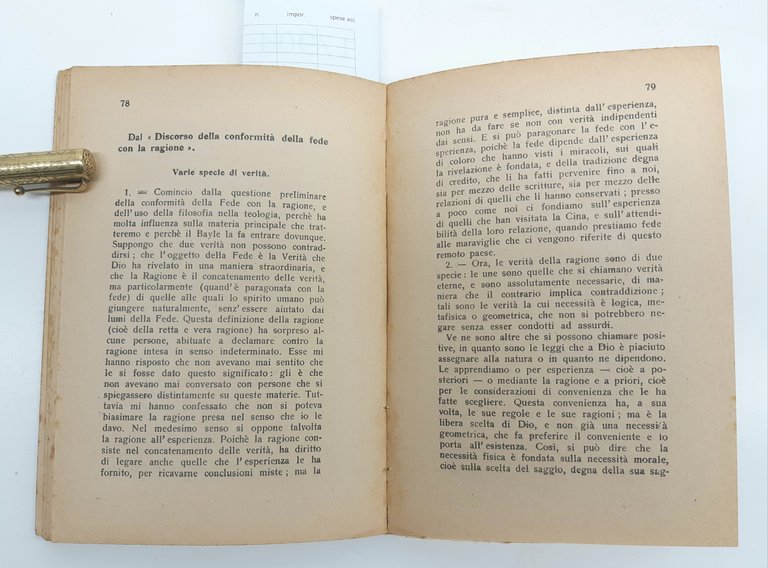 n. impor. spese acc
78
Dal « Discorso della conformità della fede
con la ragione ».
Varie specie di verità.
1. — Comincio dalla questione preliminare
della conformità della Fede con la ragione, e
dell'uso della filosofia nella teologia, perchè ha
molta influenza sulla materia principale che trat-
teremo e perchè il Bayle la fa entrare dovunque.
Suppongo che due verità non possono contrad-
dirsi ; che l'oggetto della Fede è la Verità che
Dio ha rivelato in una maniera straordinaria, e
che la Ragione è il concatenamento delle verità,
ma particolarmente (quand'è paragonata con la
fede) di quelle alle quali lo spirito umano può
giungere naturalmente, senz'essere aiutato dai
lumi della Fede. Questa definizione della ragione
(cioè della retta e vera ragione) ha sorpreso al-
cune persone, abituate a declamare contro la
ragione intesa in senso indeterminato. Esse mi
hanno risposto che non avevano mai sentito che
le si fosse dato questo significato : gli è che
non avevano mai conversato con persone che si
spiegassero distintamente su queste materie. Tut-
tavia mi hanno confessato che non si poteva
biasimare la ragione presa nel senso che io le
davo. Nel medesimo senso si oppone talvolta
la ragione all'esperienza. Poichè la ragione con-
siste nel concatenamento delle verità, ha diritto
di legare anche quelle che l'esperienza le ha
fornito, per ricavarne conclusioni miste ; ma la
79
ragione pura e semplice, distinta dall'esperienza,
non ha da fare se non con verità indipendenti
dai sensi. E si può paragonare la fede con l'e-
sperienza, poichè la fede dipende dall'esperienza
di coloro che hanno visti i miracoli, sui quali
la rivelazione è fondata, e della tradizione degna
di credito, che li ha fatti pervenire fino a noi,
sia per mezzo delle scritture, sia per mezzo delle
relazioni di quelli che li hanno conservati ; presso
a poco come noi ci fondiamo sull'esperienza
di quelli che han visitata la Cina, e sull'attendi-
bilità della loro relazione, quando prestiamo fede
alle maraviglie che ci vengono riferite di questo
remoto paese.
2. — Ora, le verità della ragione sono di due
specie : le une sono quelle che si chiamano verità
eterne, e sono assolutamente necessarie, di ma-
niera che il contrario implica contraddizione ;
tali sono le verità la cui necessità è logica, me-
tafisica o geometrica, che non si potrebbero ne-
gare senza esser condotti ad assurdi.
Ve ne sono altre che si possono chiamare posi-
tive, in quanto sono le leggi che a Dio è piaciuto
assegnare alla natura o in quanto ne dipendono.
Le apprendiamo o per esperienza — cioè a po-
steriori — o mediante la ragione e a priori, cioè
per le considerazioni di convenienza che le ha
fatte scegliere. Questa convenienza ha, a sua
volta, le sue regole e le sue ragioni ; ma è la
libera scelta di Dio, e non già una necessità
geometrica, che fa preferire il conveniente e lo
porta all'esistenza. Così, si può dire che la
necessità fisica è fondata sulla necessità morale,
cioè sulla scelta del saggio, degna della sua sag-